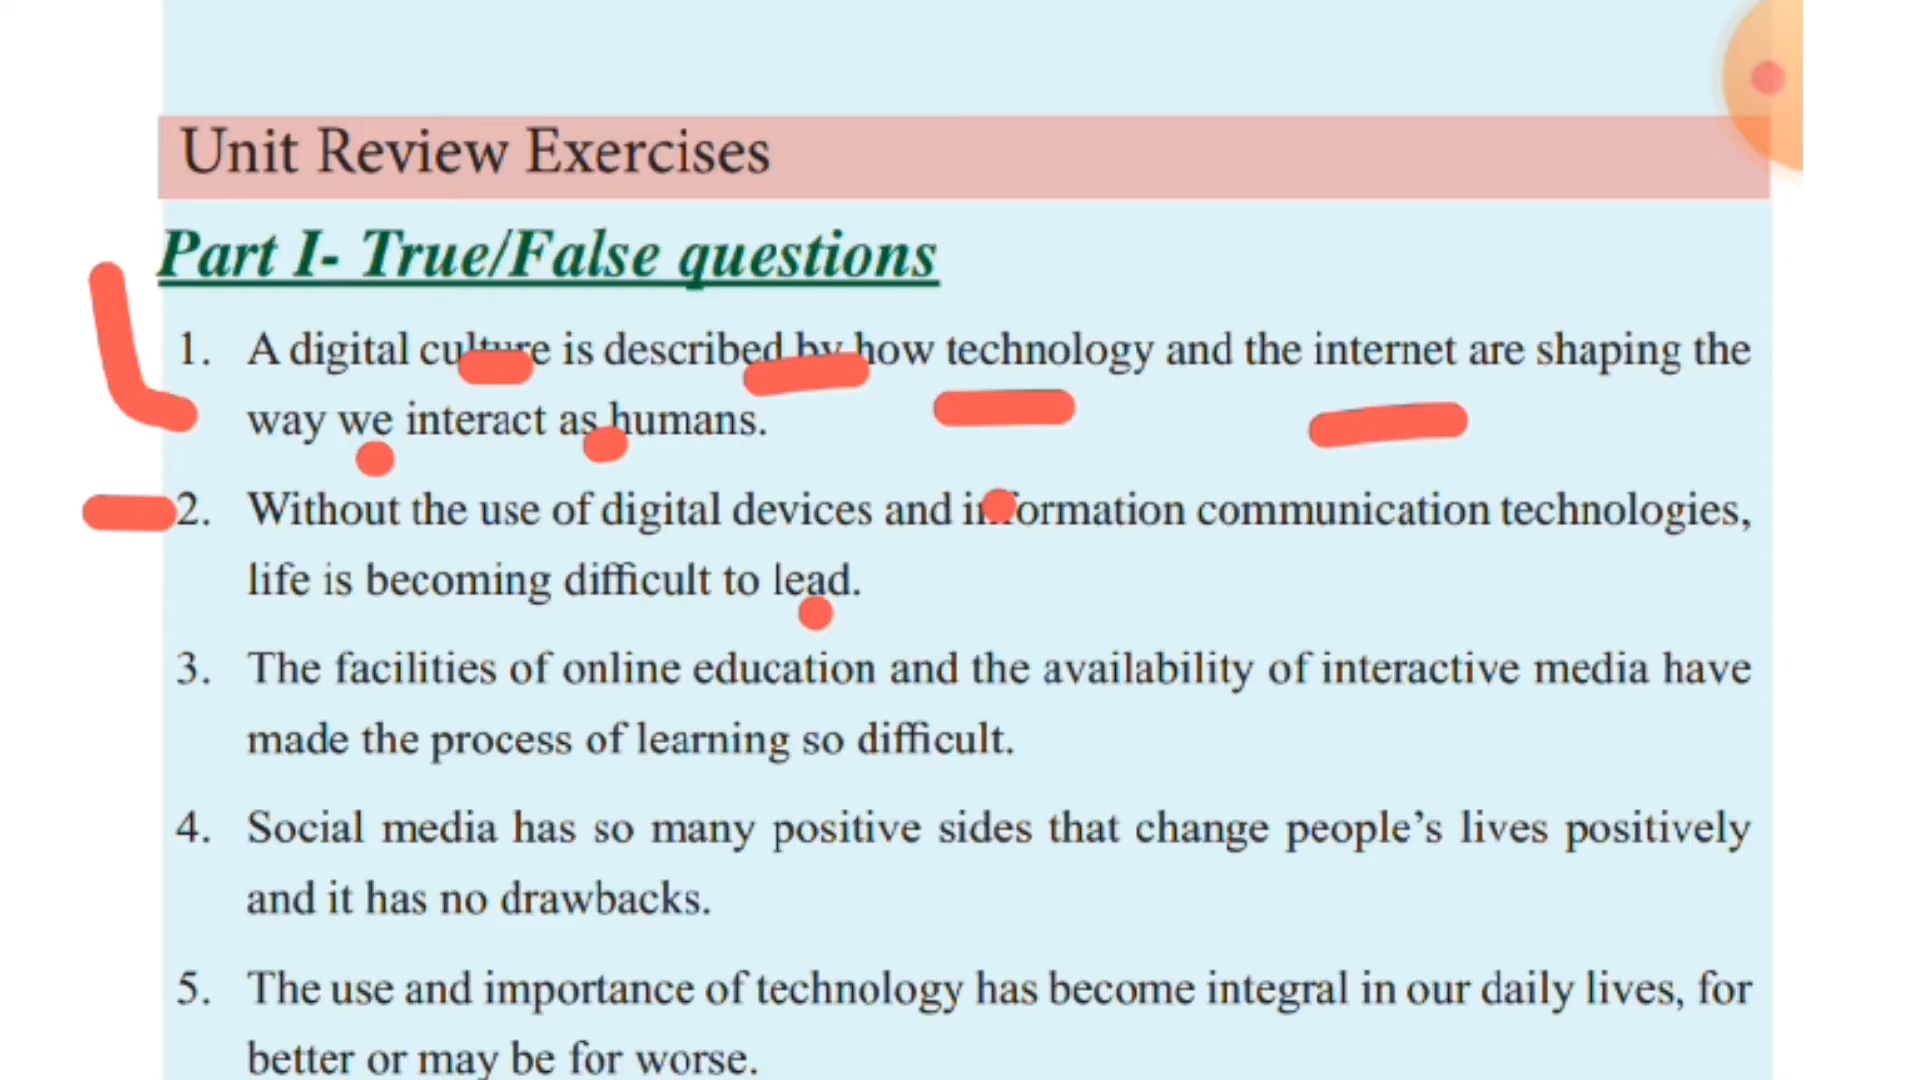 Unit Review Exercises
Part I- True/False questions
1. A digital culture is described by how technology and the internet are shaping the
way we interact as humans.
2. Without the use of digital devices and information communication technologies,
life is becoming difficult to lead.
3. The facilities of online education and the availability of interactive media have
made the process of learning so difficult.
4. Social media has so many positive sides that change people’s lives positively
and it has no drawbacks.
5. The use and importance of technology has become integral in our daily lives, for
better or may be for worse.